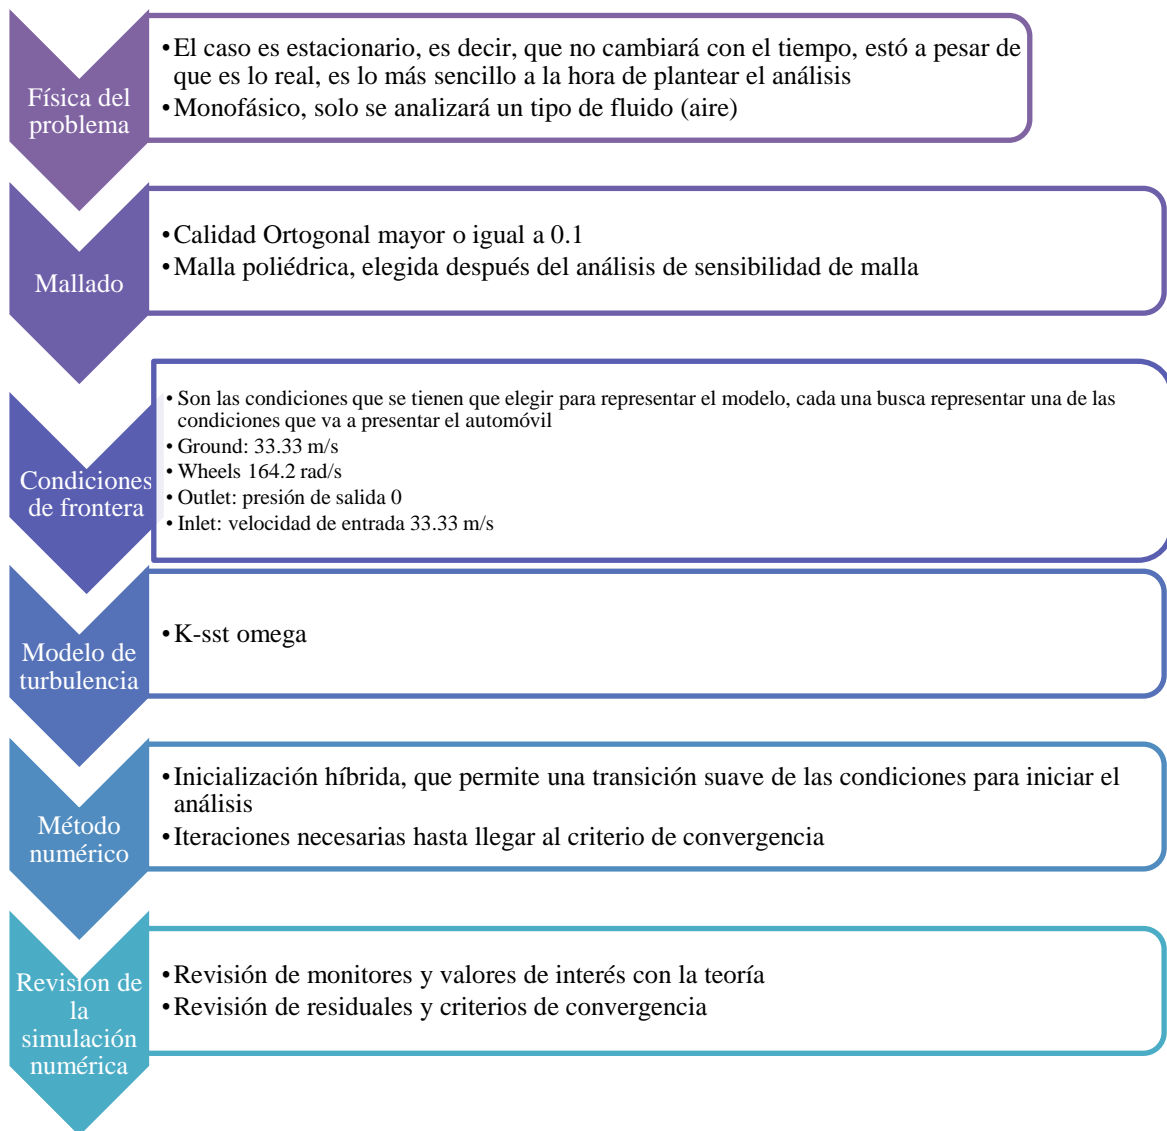 Física del
problema
•El caso es estacionario, es decir, que no cambiará con el tiempo, estó a pesar de
que es lo real, es lo más sencillo a la hora de plantear el análisis
•Monofásico, solo se analizará un tipo de fluido (aire)
Mallado
•Calidad Ortogonal mayor o igual a 0.1
•Malla poliédrica, elegida después del análisis de sensibilidad de malla
Condiciones
de frontera
• Son las condiciones que se tienen que elegir para representar el modelo, cada una busca representar una de las
condiciones que va a presentar el automóvil
• Ground: 33.33 m/s
• Wheels 164.2 rad/s
• Outlet: presión de salida 0
• Inlet: velocidad de entrada 33.33 m/s
Modelo de
turbulencia
•K-sst omega
Método
numérico
•Inicialización híbrida, que permite una transición suave de las condiciones para iniciar el
análisis
•Iteraciones necesarias hasta llegar al criterio de convergencia
Revisión de
la
simulación
numérica
•Revisión de monitores y valores de interés con la teoría
•Revisión de residuales y criterios de convergencia